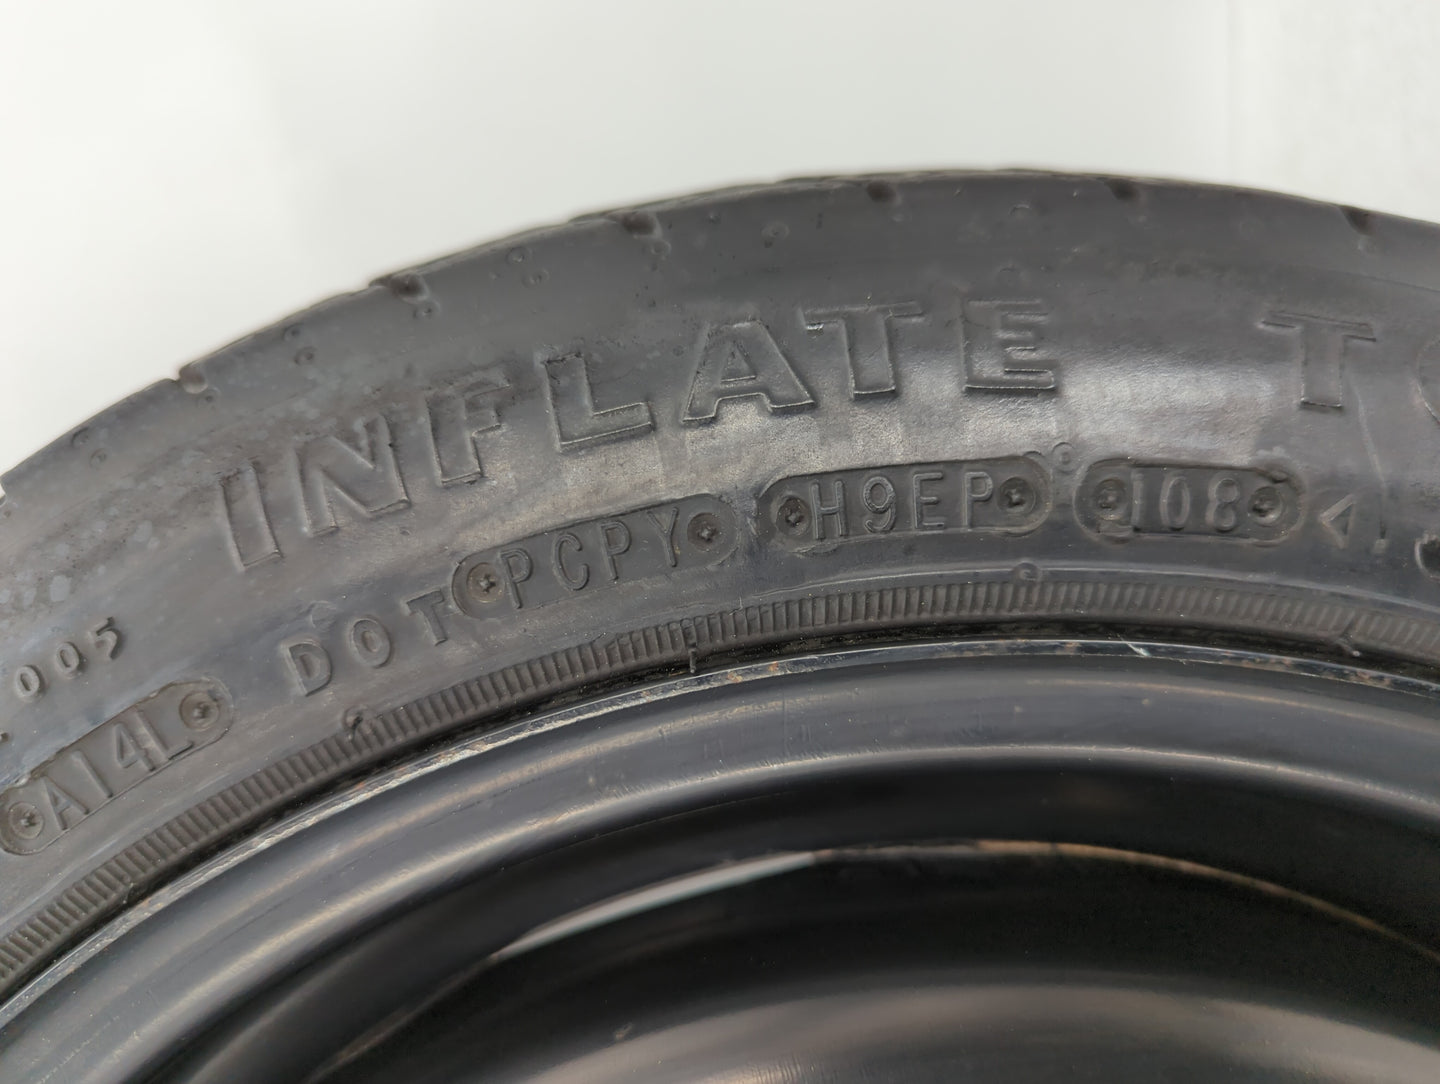 INFLATE T
DOT PCPY H9EP 108 <
005
A14L